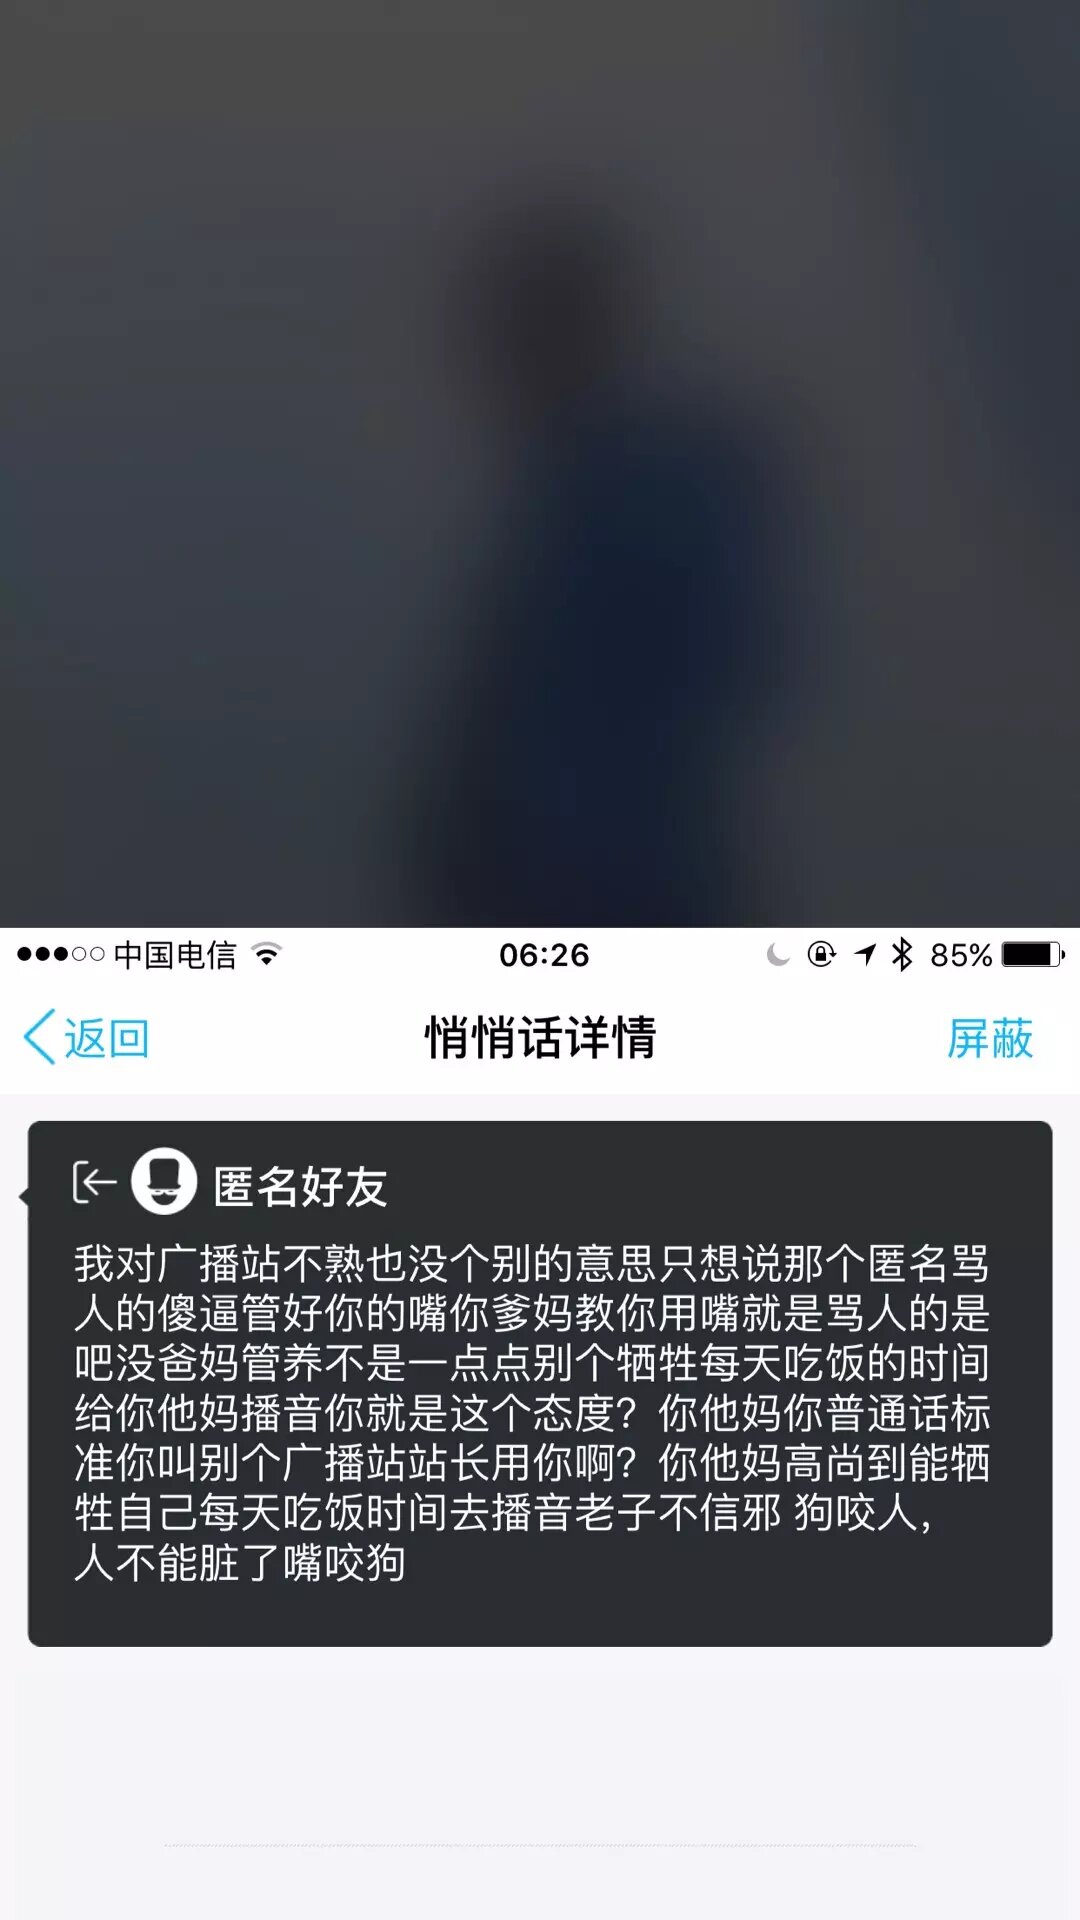 中国电信 06:26 85%
返回 悄悄话详情 屏蔽
匿名好友
我对广播站不熟也没个别的意思只想说那个匿名骂
人的傻逼管好你的嘴你爹妈教你用嘴就是骂人的是
吧没爸妈管养不是一点点别个牺牲每天吃饭的时间
给你他妈播音你就是这个态度？你他妈你普通话标
准你叫别个广播站站长用你啊？你他妈高尚到能牺
牲自己每天吃饭时间去播音老子不信邪 狗咬人，
人不能脏了嘴咬狗